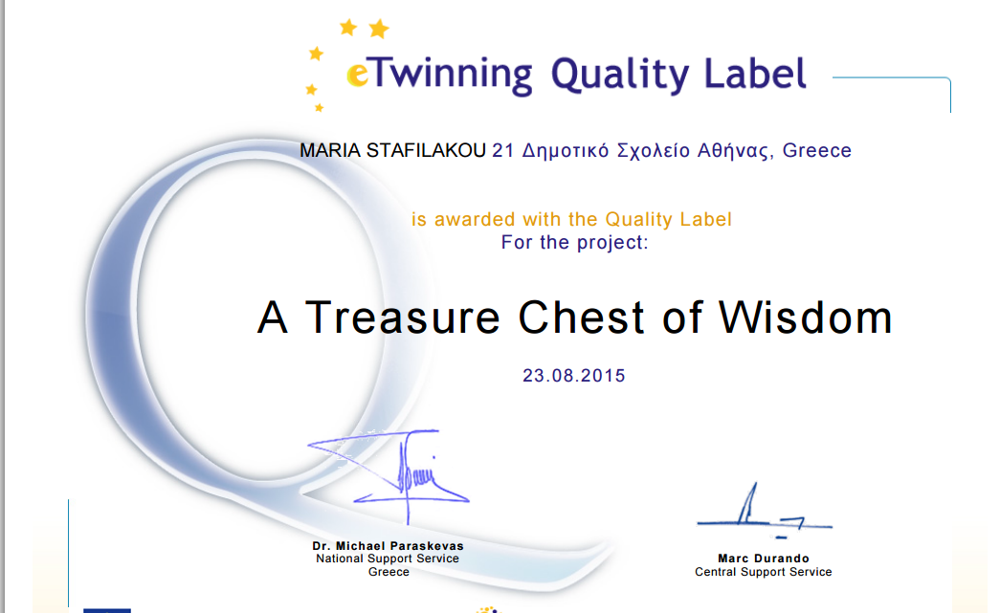 eTwinning Quality Label
MARIA STAFILAKOU 21 Δημοτικό Σχολείο Αθήνας, Greece
is awarded with the Quality Label
For the project:
A Treasure Chest of Wisdom
23.08.2015
Dr. Michael Paraskevas
National Support Service
Greece
Marc Durando
Central Support Service